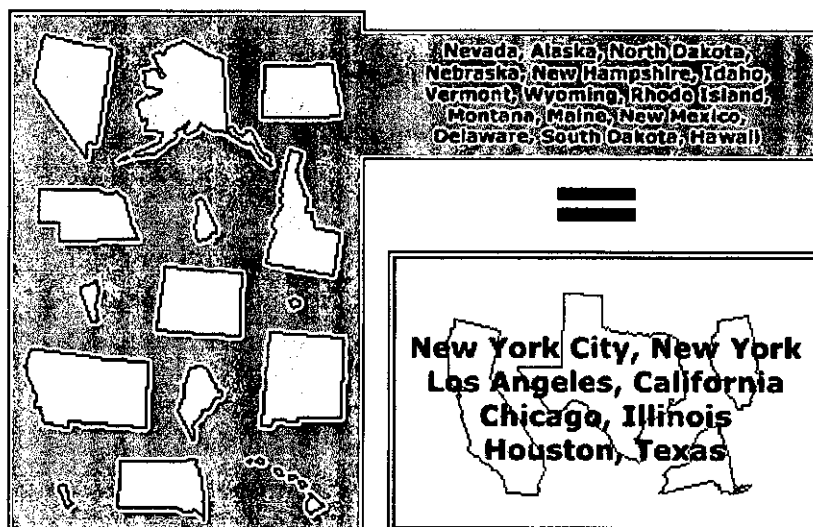 Nevada, Alaska, North Dakota,
Nebraska, New Hampshire, Idaho,
Vermont, Wyoming, Rhode Island,
Montana, Maine, New Mexico,
Delaware, South Dakota, Hawaii
New York City, New York
Los Angeles, California
Chicago, Illinois
Houston, Texas